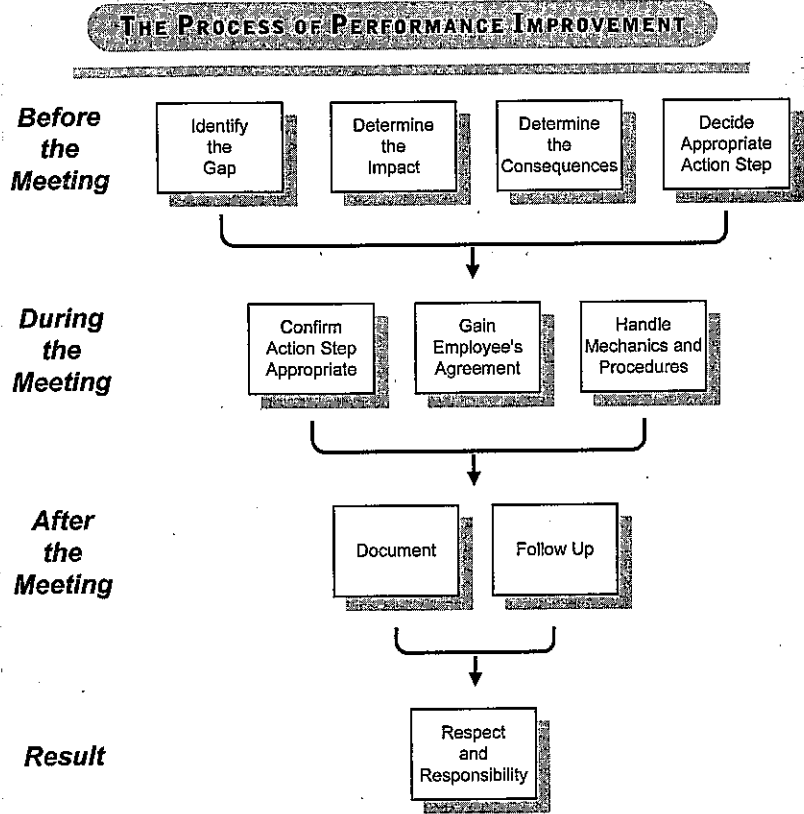 THE PROCESS OF PERFORMANCE IMPROVEMENT
Before
the
Meeting
Identify
the
Gap
Determine
the
Impact
Determine
the
Consequences
Decide
Appropriate
Action Step
During
the
Meeting
Confirm
Action Step
Appropriate
Gain
Employee's
Agreement
Handle
Mechanics and
Procedures
After
the
Meeting
Document
Follow Up
Result
Respect
and
Responsibility